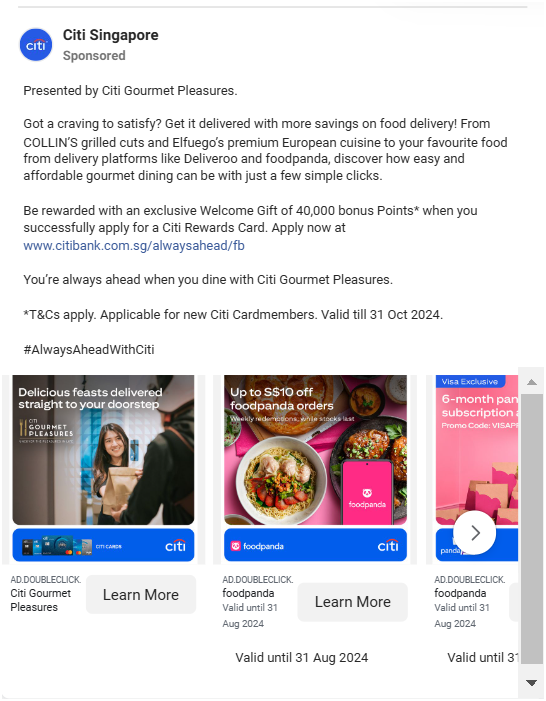 Citi Singapore
Sponsored
Presented by Citi Gourmet Pleasures.
Got a craving to satisfy? Get it delivered with more savings on food delivery! From
COLLIN'S grilled cuts and Elfuego's premium European cuisine to your favourite food
from delivery platforms like Deliveroo and foodpanda, discover how easy and
affordable gourmet dining can be with just a few simple clicks.
Be rewarded with an exclusive Welcome Gift of 40,000 bonus Points* when you
successfully apply for a Citi Rewards Card. Apply now at
www.citibank.com.sg/alwaysahead/fb
You're always ahead when you dine with Citi Gourmet Pleasures.
*T&Cs apply. Applicable for new Citi Cardmembers. Valid till 31 Oct 2024.
#AlwaysAheadWithCiti
Delicious feasts delivered
straight to your doorstep
CITI
GOURMET
PLEASURES
CITI CARDS
citi
AD.DOUBLECLICK.
Citi Gourmet
Pleasures
Learn More
Up to S$10 off
foodpanda orders
Weekly redemptions, while stocks last
foodpanda
foodpanda
citi
AD.DOUBLECLICK.
foodpanda
Valid until 31
Aug 2024
Learn More
Valid until 31 Aug 2024
Visa Exclusive
6-month pan
subscription a
Promo Code: VISAP
panda
AD.DOUBLECLICK.
foodpanda
Valid until 31
Aug 2024
Valid until 31